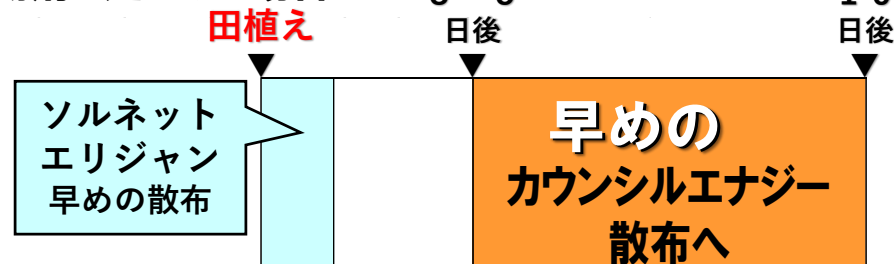 田植え
日後
日後
ソルネット
エリジャン
早めの散布
早めの
カウンシルエナジー
散布へ